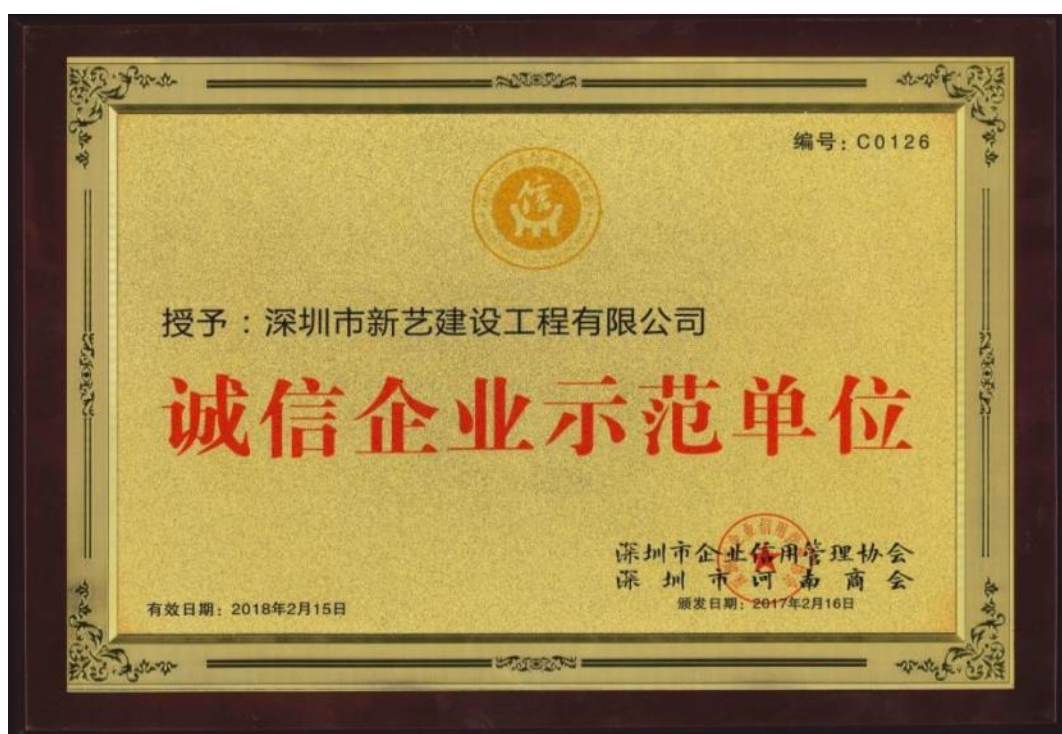 编号：C0126
信
授予：深圳市新艺建设工程有限公司
诚信企业示范单位
深圳市企业信用管理协会
深圳市河南商会
有效日期：2018年2月15日
颁发日期：2017年2月16日